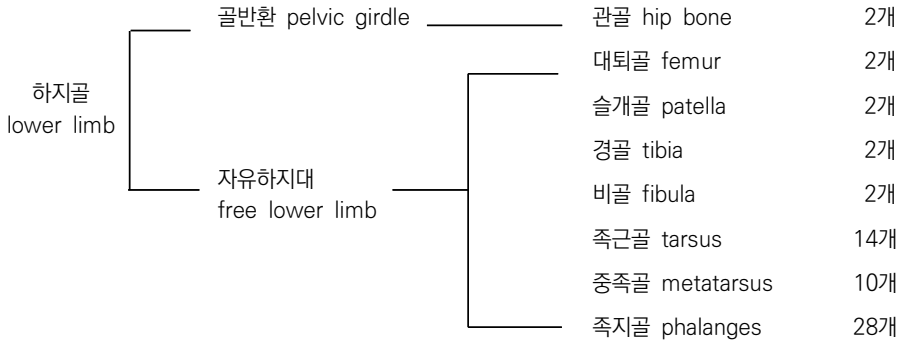 골반환 pelvic girdle
관골 hip bone 2개
대퇴골 femur 2개
하지골
lower limb
슬개골 patella 2개
경골 tibia 2개
자유하지대
free lower limb
비골 fibula 2개
족근골 tarsus 14개
중족골 metatarsus 10개
족지골 phalanges 28개